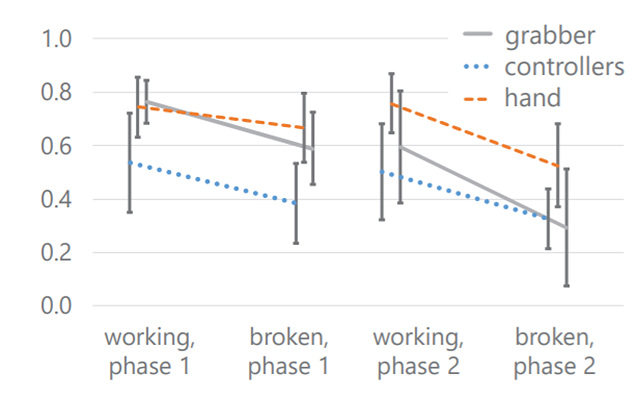 1.0
0.8
0.6
0.4
0.2
0.0
grabber
controllers
hand
working,
phase 1
broken,
phase 1
working,
phase 2
broken,
phase 2